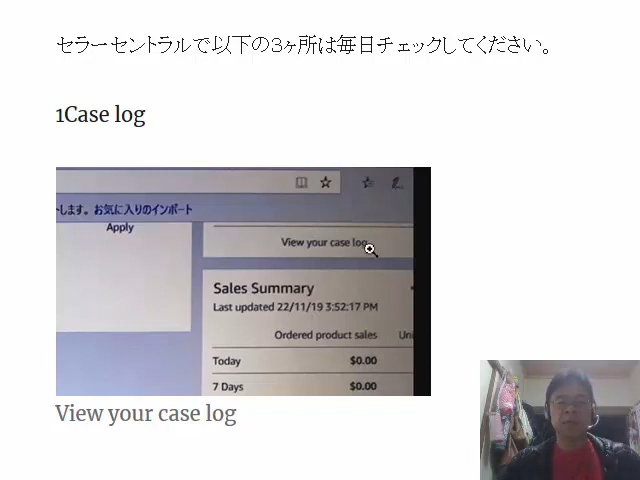 セラーセントラルで以下の３ヶ所は毎日チェックしてください。
1Case log
トします。お気に入りのインポート
Apply
View your case log
Sales Summary
Last updated 22/11/19 3:52:17 PM
Ordered product sales
Today $0.00
7 Days $0.00
View your case log